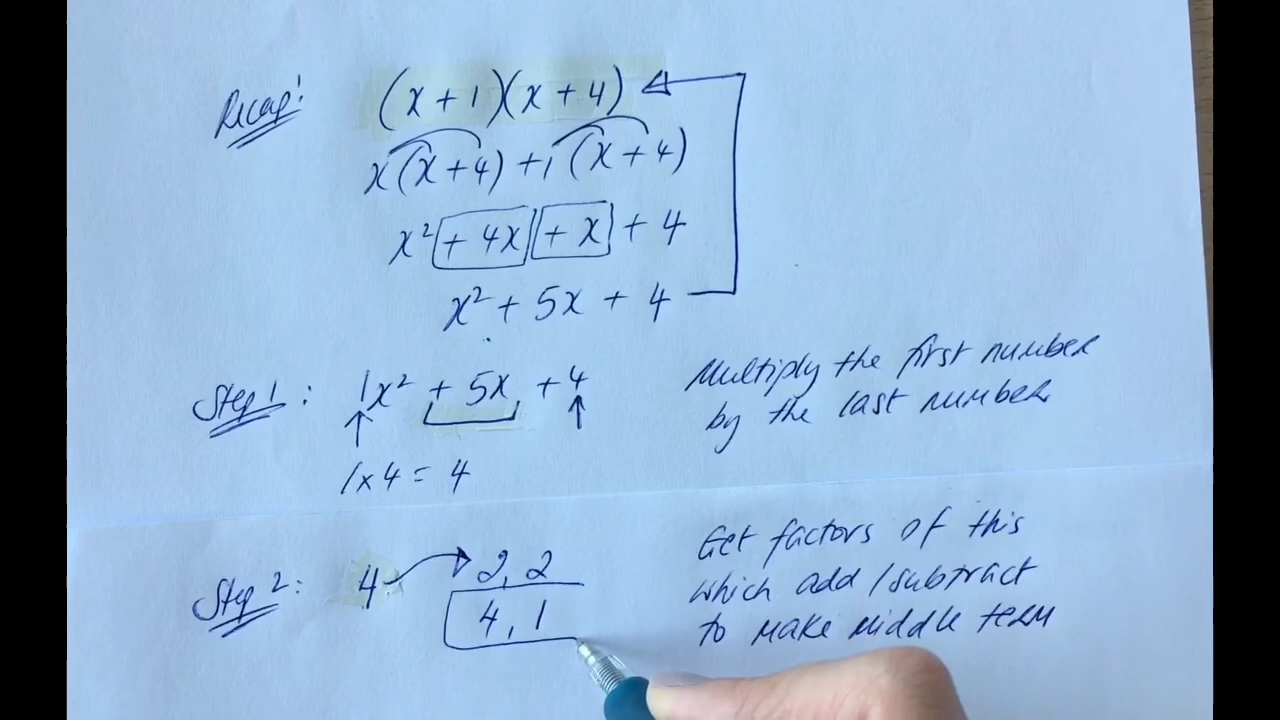 Recap!
(x + 1)(x + 4)
x(x + 4) + 1(x + 4)
x² + 4x + x + 4
x² + 5x + 4
Step 1: 1x² + 5x + 4
1 x 4 = 4
Multiply the first number
by the last number
Step 2: 4 2, 2
4, 1
Get factors of this
which add/subtract
to make middle term